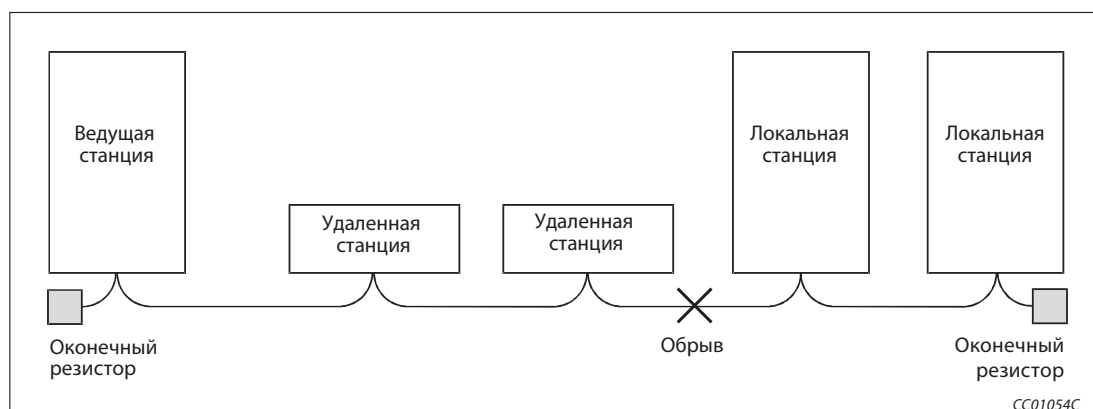 Ведущая
станция
Удаленная
станция
Удаленная
станция
Локальная
станция
Локальная
станция
Оконечный
резистор
Обрыв
Оконечный
резистор
CC01054C